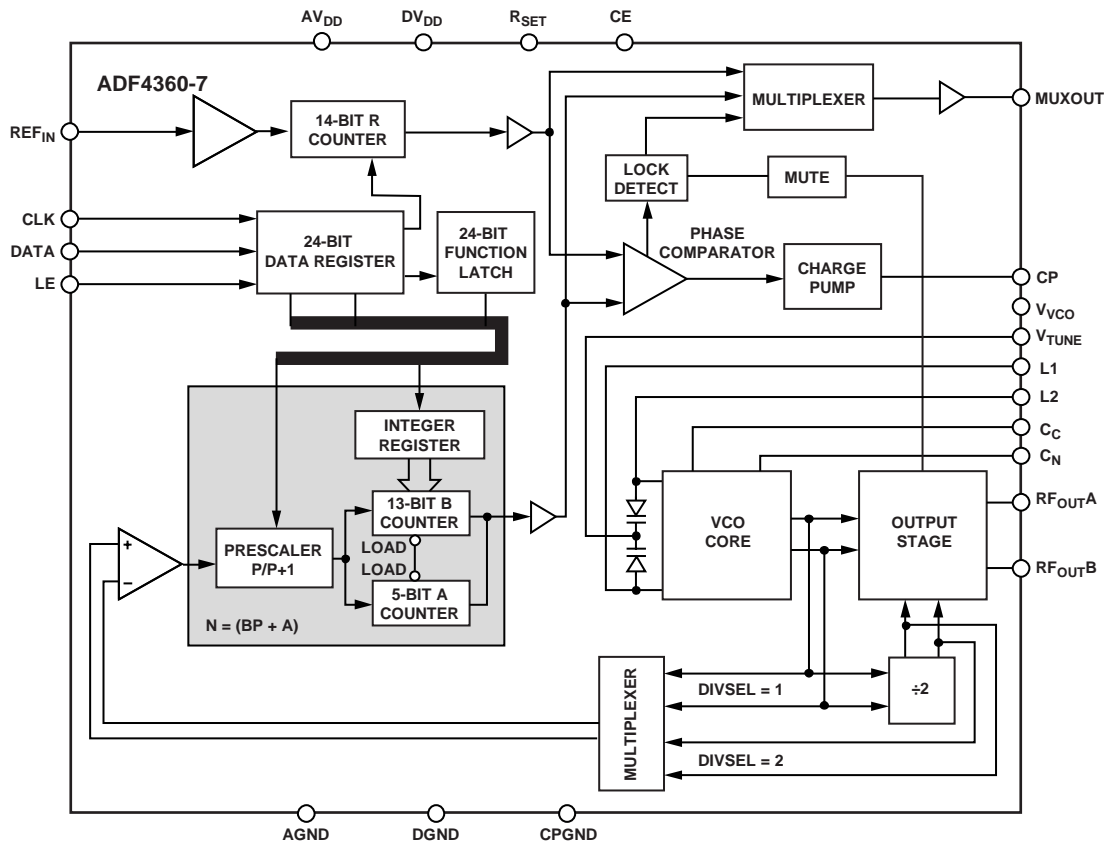 AVDD
DVDD
RSET
CE
ADF4360-7
REFIN
14-BIT R
COUNTER
MULTIPLEXER
MUXOUT
LOCK
DETECT
MUTE
CLK
DATA
LE
24-BIT
DATA REGISTER
24-BIT
FUNCTION
LATCH
PHASE
COMPARATOR
CHARGE
PUMP
CP
VVCO
VTUNE
L1
L2
CC
CN
RFOUTA
RFOUTB
INTEGER
REGISTER
13-BIT B
COUNTER
PRESCALER
P/P+1
LOAD
LOAD
5-BIT A
COUNTER
N = (BP + A)
+
−
VCO
CORE
OUTPUT
STAGE
MULTIPLEXER
DIVSEL = 1
DIVSEL = 2
÷2
AGND
DGND
CPGND